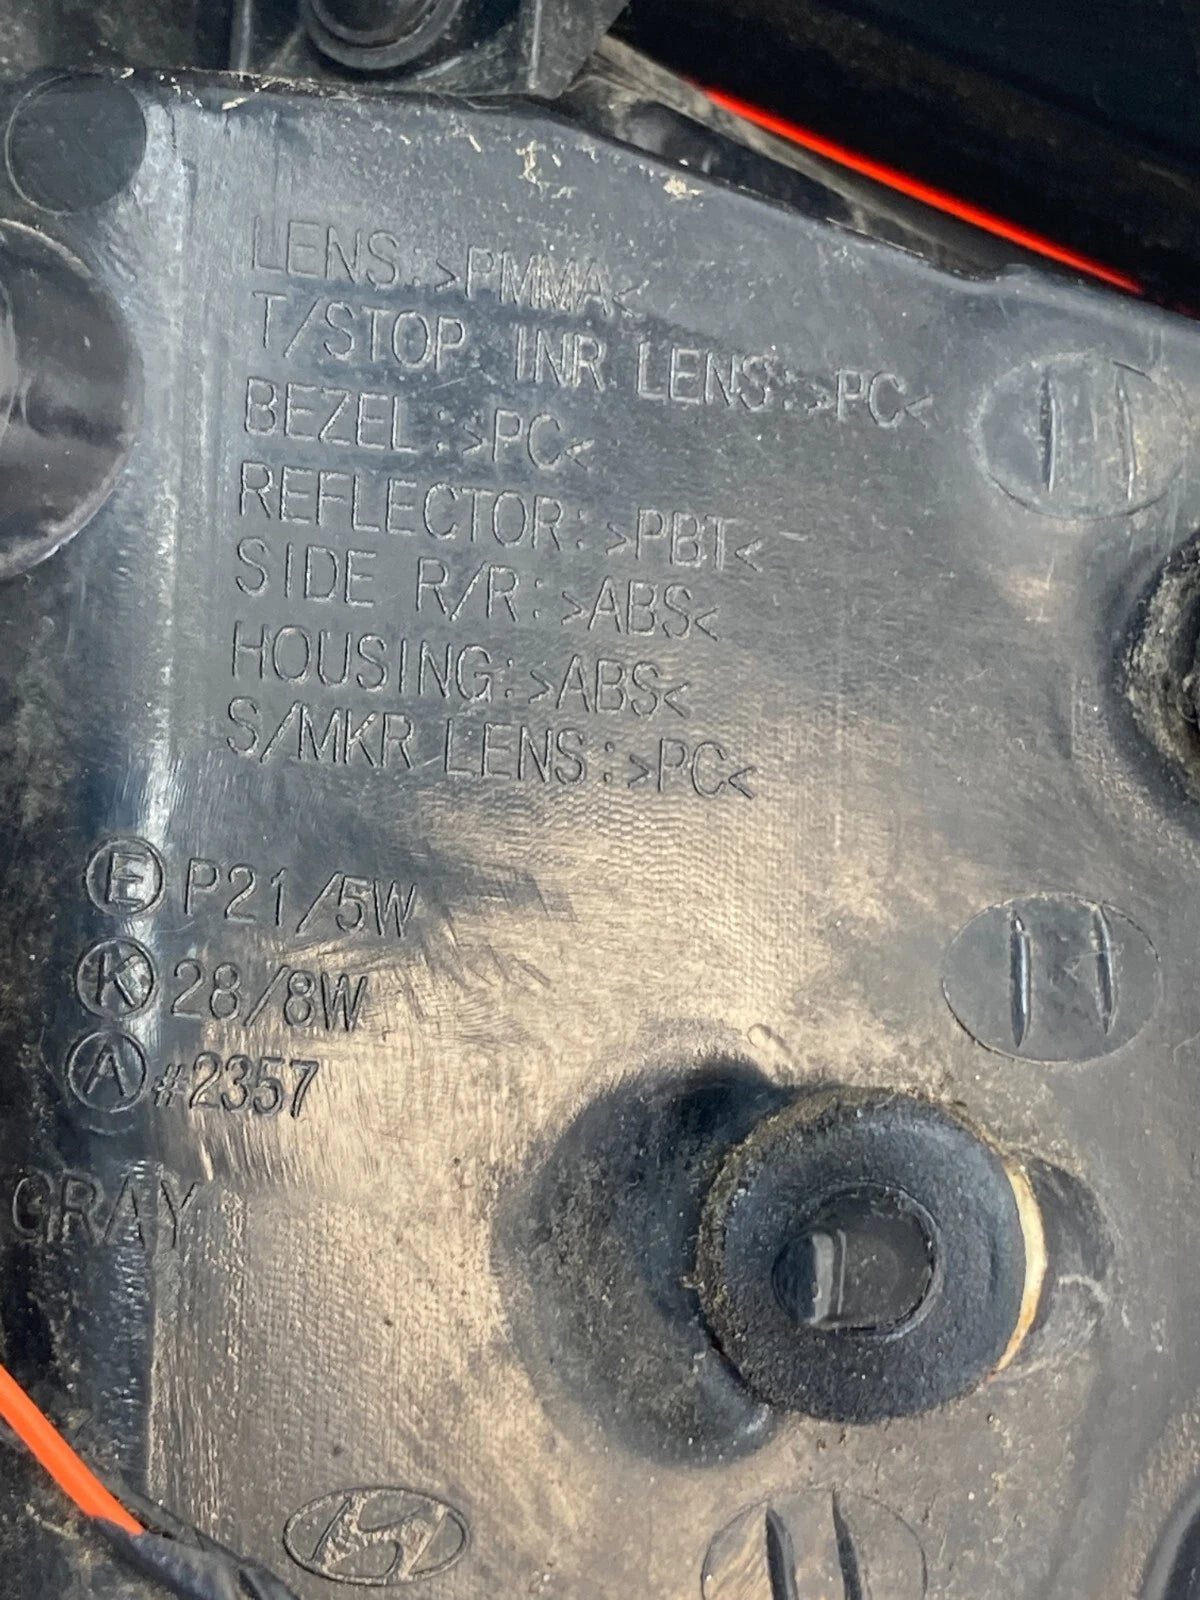 LENS:>PMMA<
T/STOP INR LENS:>PC<
BEZEL:>PC<
REFLECTOR:>PBT<
SIDE R/R:>ABS<
HOUSING:>ABS<
S/MKR LENS:>PC<
E P21/5W
K 28/8W
A #2357
GRAY